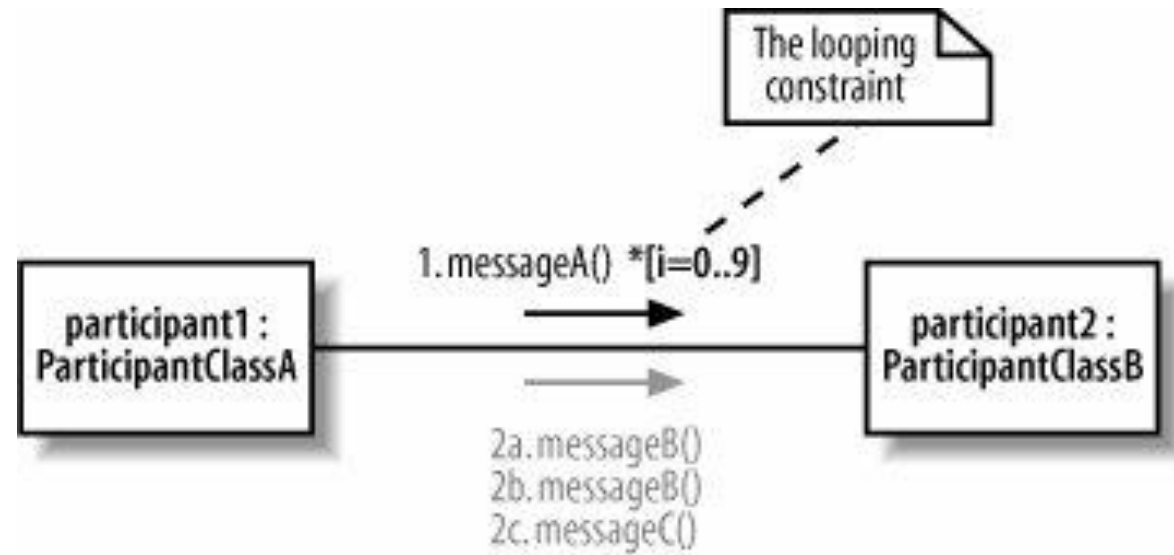 The looping
constraint
1. messageA() *[i=0..9]
participant1 :
ParticipantClassA
participant2 :
ParticipantClassB
2a. messageB()
2b. messageB()
2c. messageC()